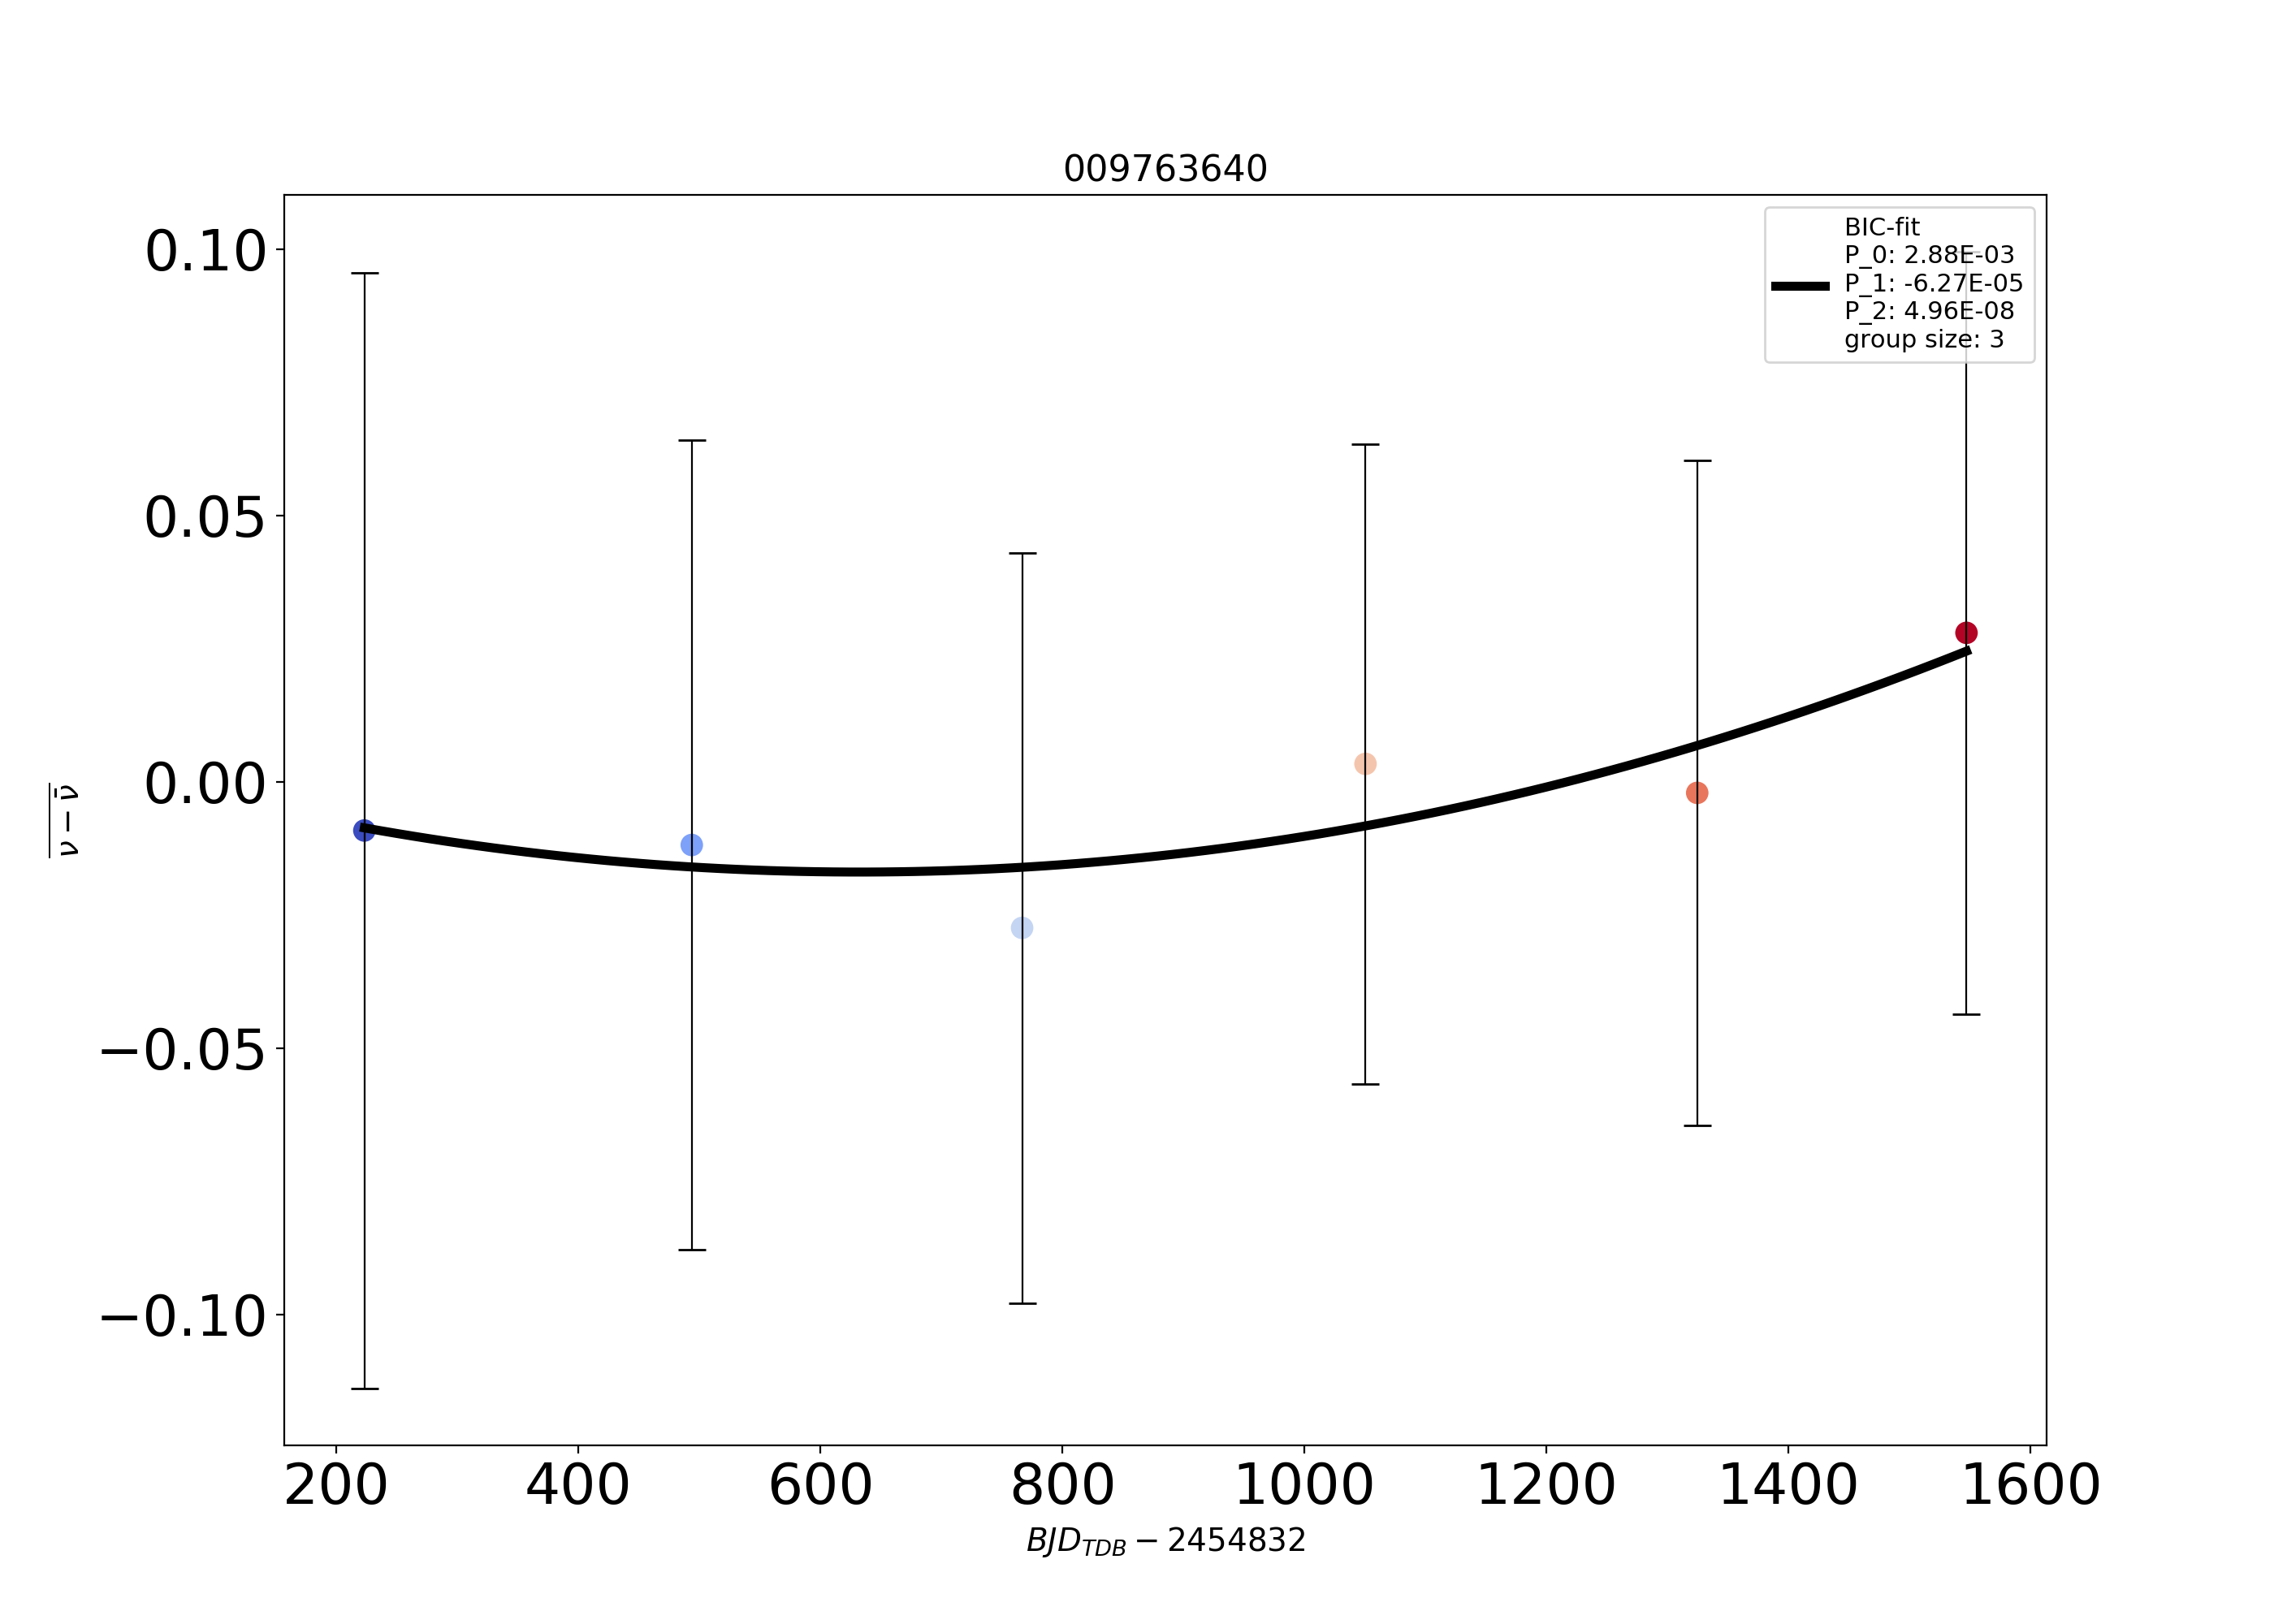 009763640
BIC-fit
P_0: 2.88E-03
P_1: -6.27E-05
P_2: 4.96E-08
group size: 3
0.10
0.05
0.00
−0.05
−0.10
ν − ν̄
200 400 600 800 1000 1200 1400 1600
BJD_TDB − 2454832